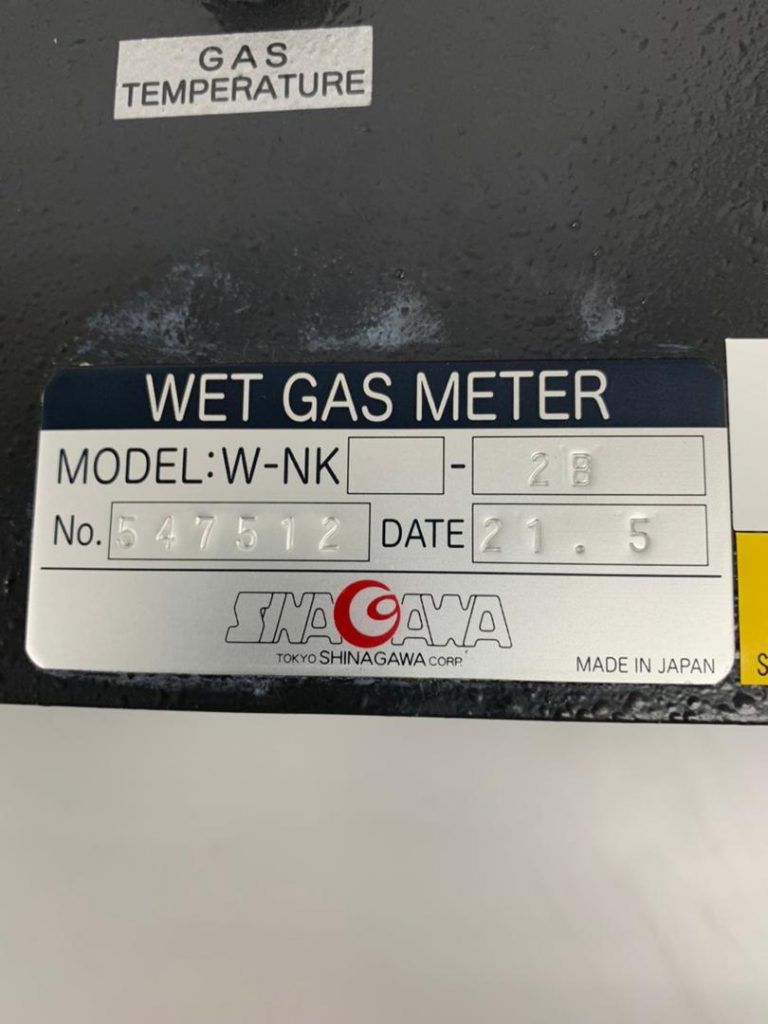 GAS
TEMPERATURE
WET GAS METER
MODEL:W-NK - 2B
No. 547512 DATE 21.5
SINAGAWA
TOKYO SHINAGAWA CORP.
MADE IN JAPAN